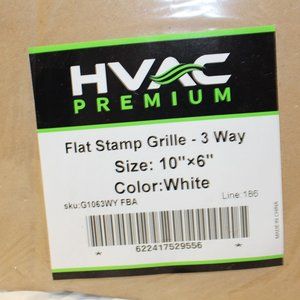 HVAC
PREMIUM
Flat Stamp Grille - 3 Way
Size: 10"×6"
Color:White
sku:G1063WY FBA
Line:186
* 622417529556 *
MADE IN CHINA